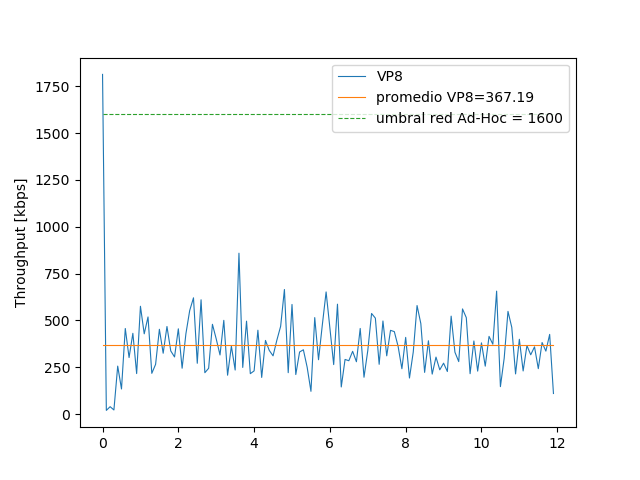 VP8
promedio VP8=367.19
umbral red Ad-Hoc = 1600
Throughput [kbps]
1750
1500
1250
1000
750
500
250
0
0 2 4 6 8 10 12